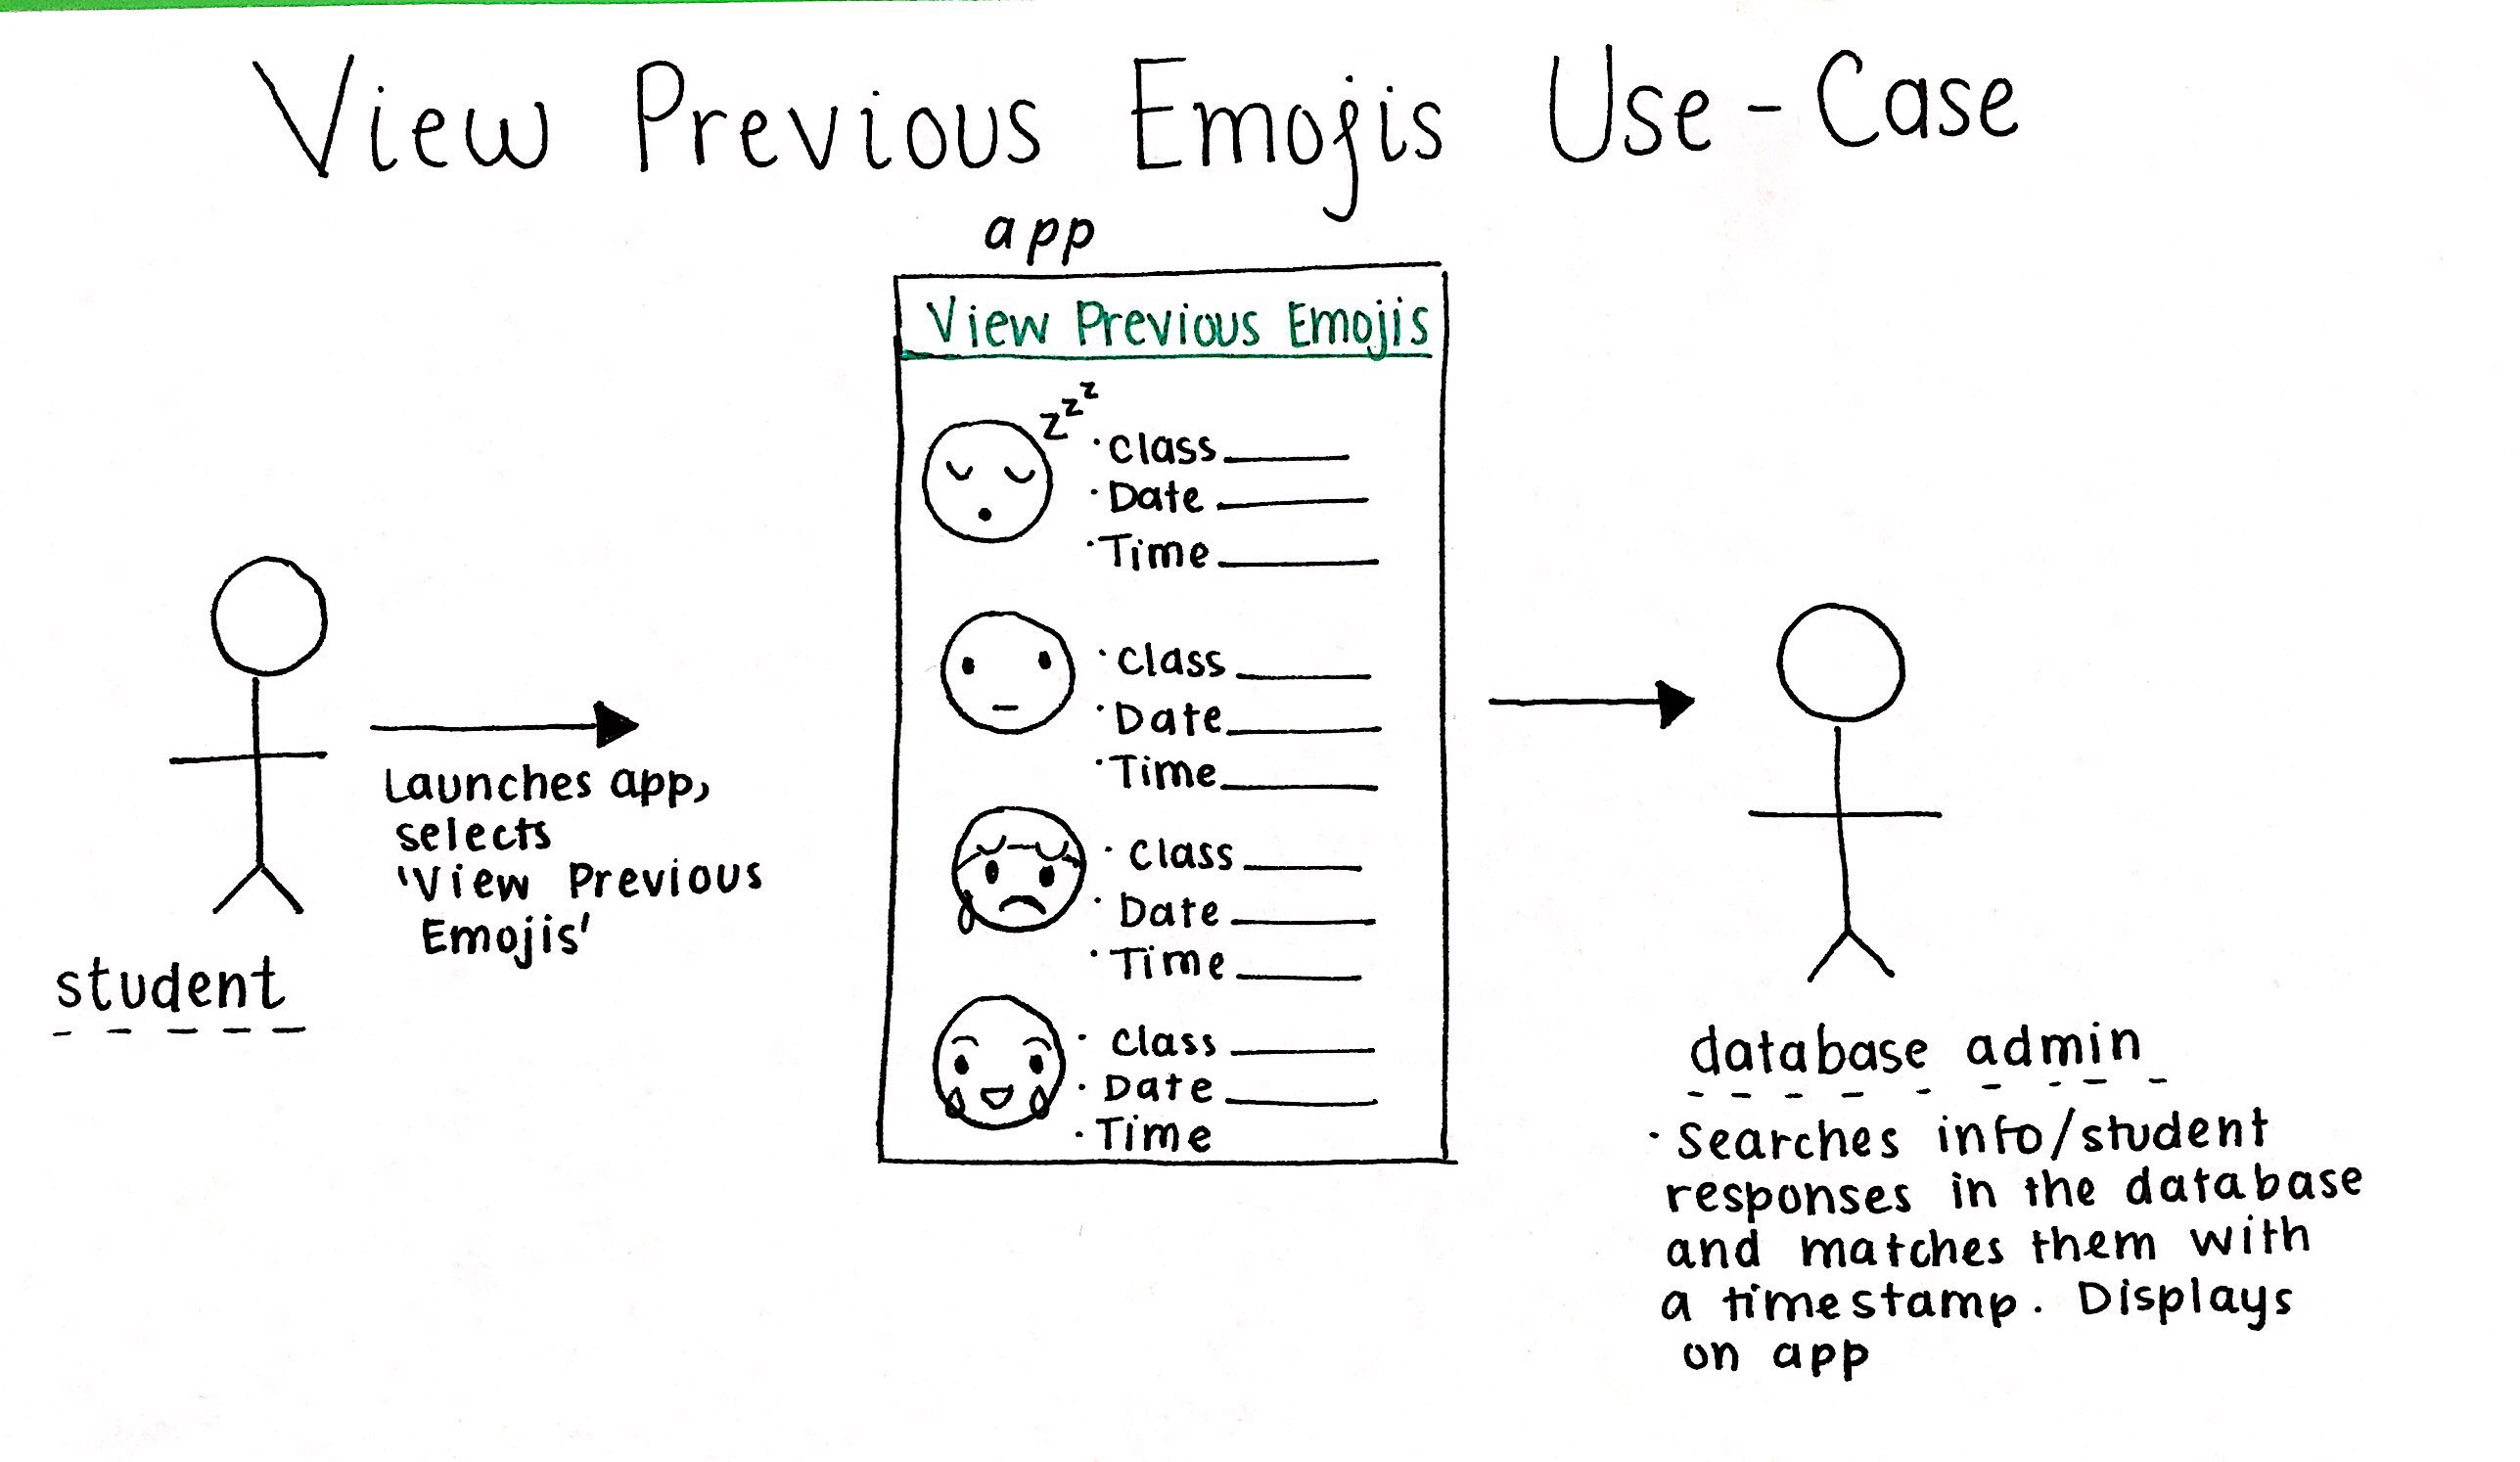 View Previous Emojis Use-Case
app
View Previous Emojis
zzz
· Class
· Date
· Time
· Class
· Date
· Time
· Class
· Date
· Time
· Class
· Date
· Time
Launches app,
selects
'View Previous
Emojis'
student
database admin
· Searches info/student
responses in the database
and matches them with
a timestamp. Displays
on app